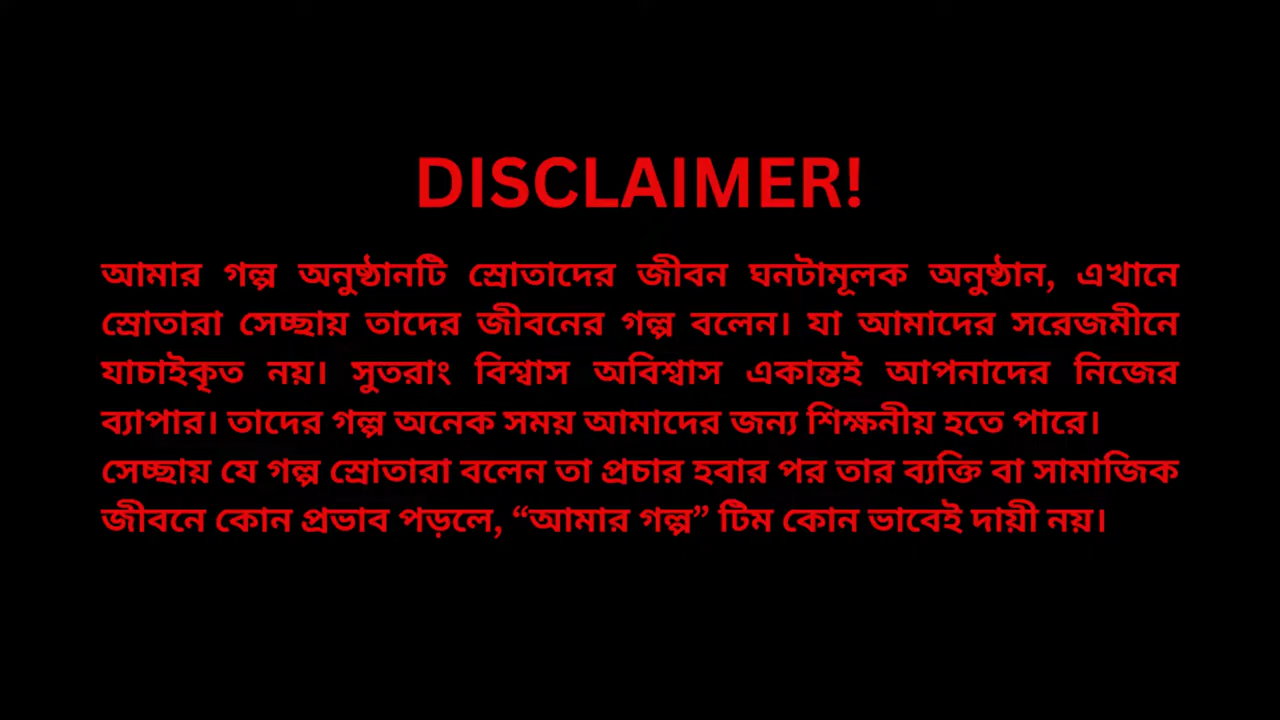 DISCLAIMER!
আমার গল্প অনুষ্ঠানটি স্রোতাদের জীবন ঘনটামূলক অনুষ্ঠান, এখানে
স্রোতারা সেচ্ছায় তাদের জীবনের গল্প বলেন। যা আমাদের সরেজমীনে
যাচাইকৃত নয়। সুতরাং বিশ্বাস অবিশ্বাস একান্তই আপনাদের নিজের
ব্যাপার। তাদের গল্প অনেক সময় আমাদের জন্য শিক্ষনীয় হতে পারে।
সেচ্ছায় যে গল্প স্রোতারা বলেন তা প্রচার হবার পর তার ব্যক্তি বা সামাজিক
জীবনে কোন প্রভাব পড়লে, “আমার গল্প” টিম কোন ভাবেই দায়ী নয়।